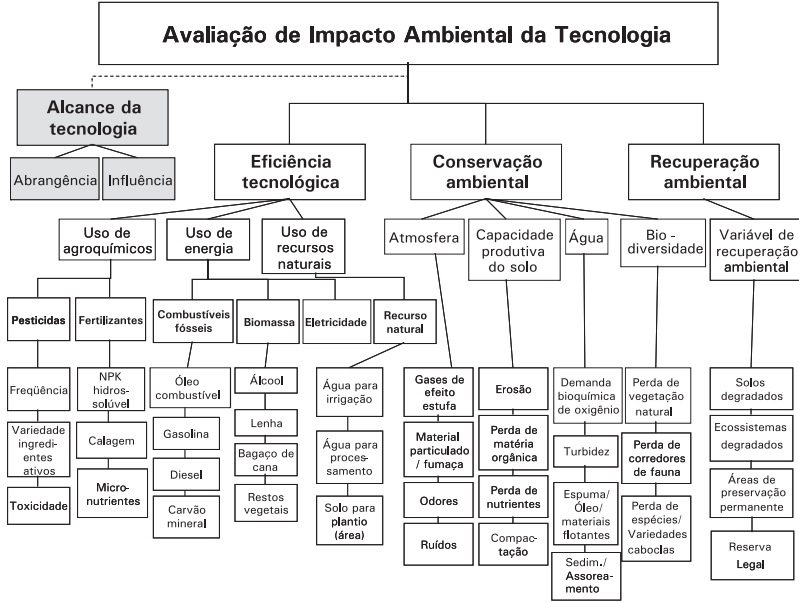 Avaliação de Impacto Ambiental da Tecnologia
Alcance da
tecnologia
Abrangência
Influência
Eficiência
tecnológica
Conservação
ambiental
Recuperação
ambiental
Uso de
agroquímicos
Uso de
energia
Uso de
recursos
naturais
Atmosfera
Capacidade
produtiva
do solo
Água
Bio -
diversidade
Variável de
recuperação
ambiental
Pesticidas
Fertilizantes
Combustíveis
fósseis
Biomassa
Eletricidade
Recurso
natural
Freqüência
Variedade
ingredi-
entes
ativos
Toxicidade
NPK
hidros-
solúvel
Calagem
Micro-
nutrientes
Óleo
combustível
Gasolina
Diesel
Carvão
mineral
Álcool
Lenha
Bagaço de
cana
Restos
vegetais
Água para
irrigação
Água para
proces-
samento
Solo para
plantio
(área)
Gases de
efeito
estufa
Material
particulado
/ fumaça
Odores
Ruídos
Erosão
Perda de
matéria
orgânica
Perda de
nutrientes
Compac-
tação
Demanda
bioquímica
de oxigênio
Turbidez
Espuma/
Óleo/
materiais
flotantes
Sedim./
Assorea-
mento
Perda de
vegetação
natural
Perda de
corredores
de fauna
Perda de
espécies/
Variedades
caboclas
Solos
degradados
Ecossistemas
degradados
Áreas de
preservação
permanente
Reserva
Legal